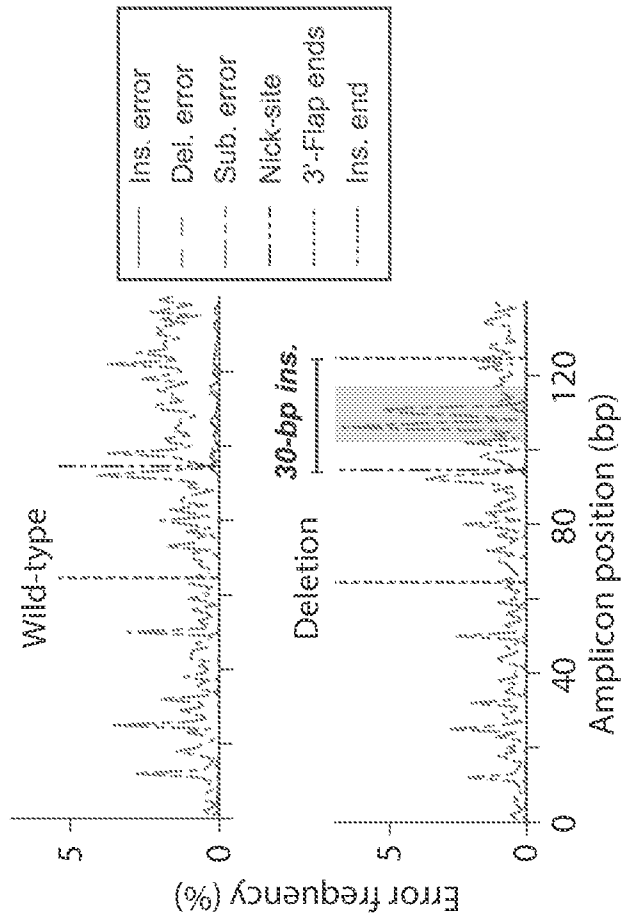 Wild-type
5
0
Deletion
30-bp ins.
5
0
0
40
80
120
Error frequency (%)
Amplicon position (bp)
Ins. error
Del. error
Sub. error
Nick-site
3'-Flap ends
Ins. end